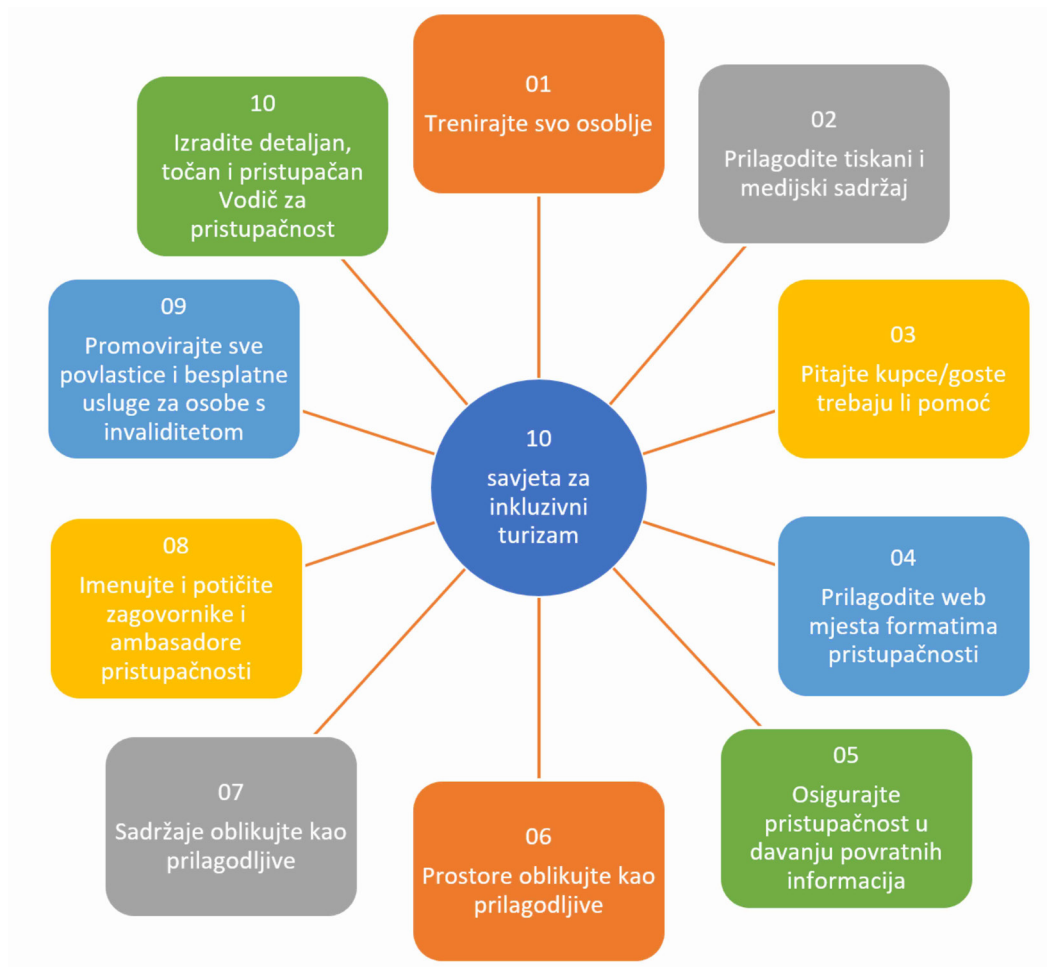 10
savjeta za
inkluzivni
turizam
01
Trenirajte svo osoblje
02
Prilagodite tiskani i
medijski sadržaj
03
Pitajte kupce/goste
trebaju li pomoć
04
Prilagodite web
mjesta formatima
pristupačnosti
05
Osigurajte
pristupačnost u
davanju povratnih
informacija
06
Prostore oblikujte kao
prilagodljive
07
Sadržaje oblikujte kao
prilagodljive
08
Imenujte i potičite
zagovornike i
ambasadore
pristupačnosti
09
Promovirajte sve
povlastice i besplatne
usluge za osobe s
invaliditetom
10
Izradite detaljan,
točan i pristupačan
Vodič za
pristupačnost